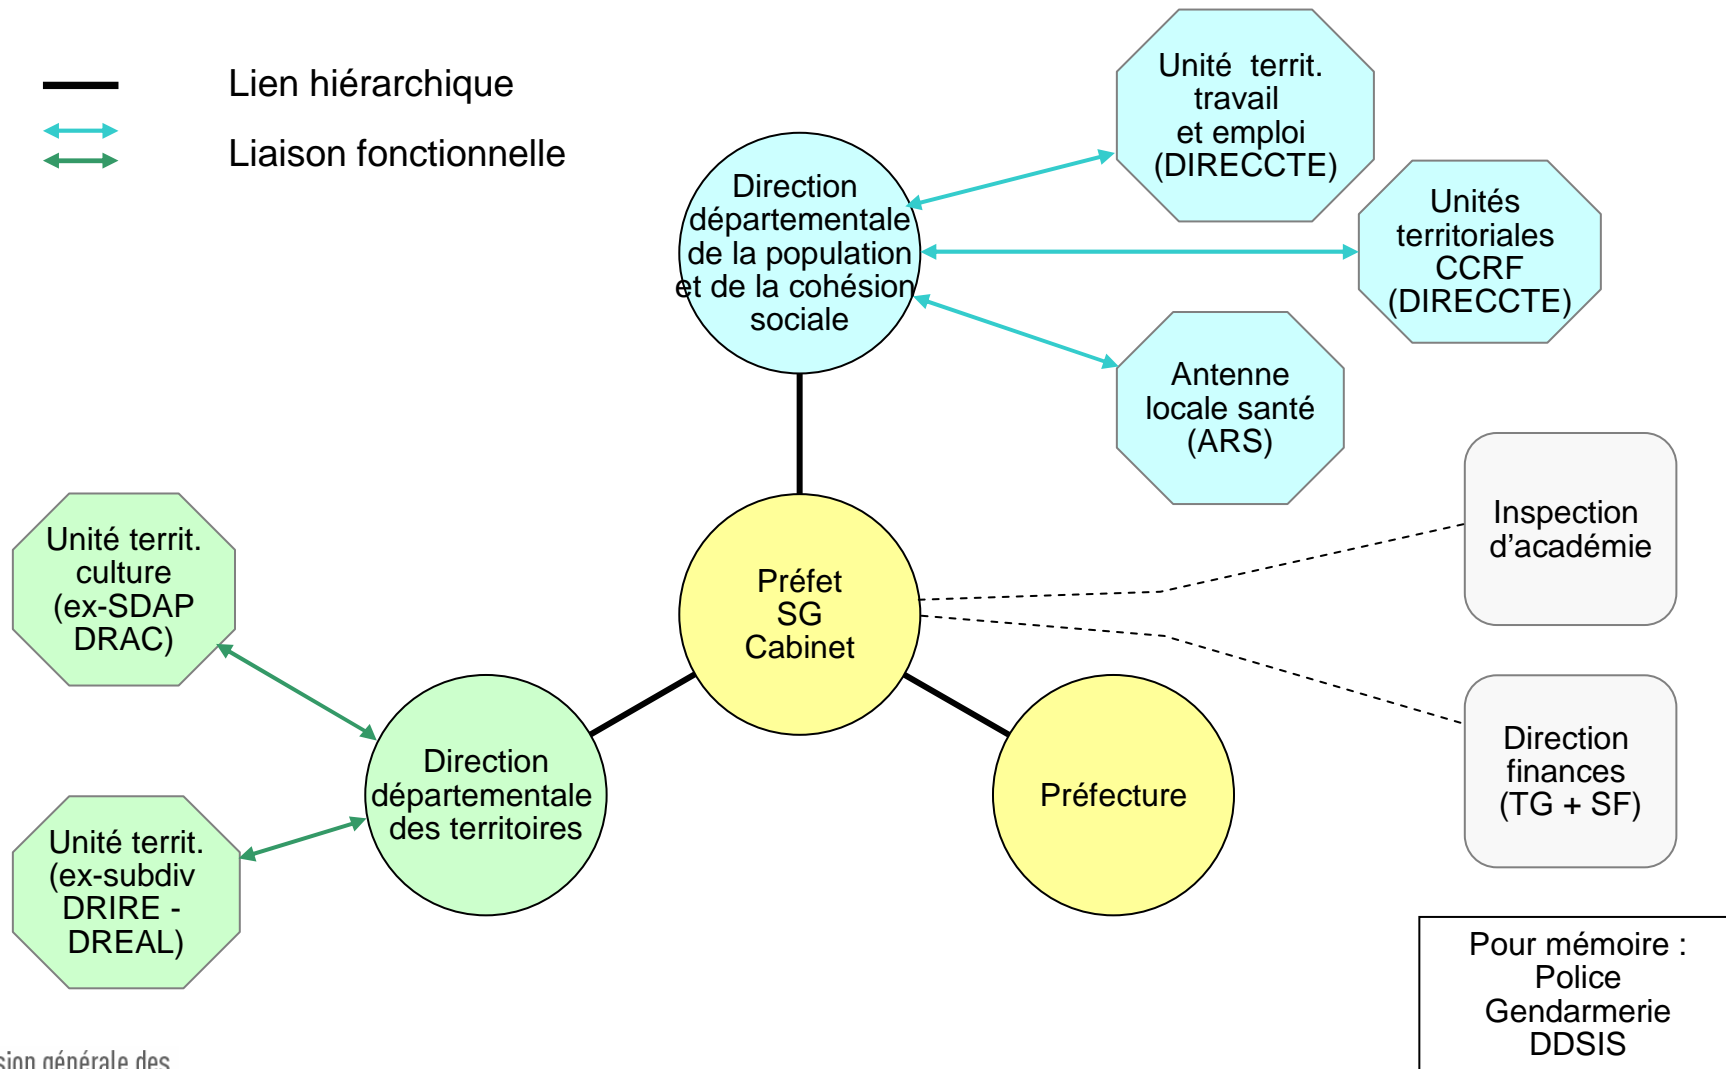 Lien hiérarchique
Liaison fonctionnelle
Unité territ.
travail
et emploi
(DIRECCTE)
Direction
départementale
de la population
et de la cohésion
sociale
Unités
territoriales
CCRF
(DIRECCTE)
Antenne
locale santé
(ARS)
Inspection
d’académie
Unité territ.
culture
(ex-SDAP
DRAC)
Préfet
SG
Cabinet
Direction
départementale
des territoires
Préfecture
Direction
finances
(TG + SF)
Unité territ.
(ex-subdiv
DRIRE -
DREAL)
Pour mémoire :
Police
Gendarmerie
DDSIS
générale des